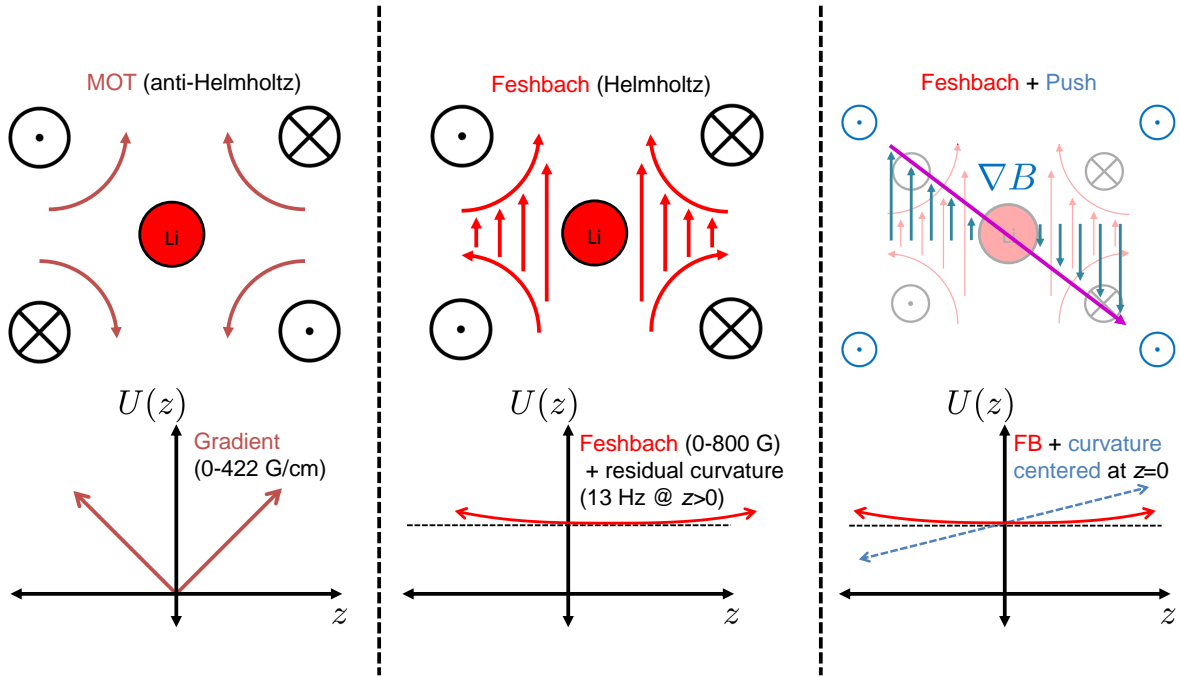 MOT (anti-Helmholtz)
Li
U(z)
Gradient
(0-422 G/cm)
z
Feshbach (Helmholtz)
Li
U(z)
Feshbach (0-800 G)
+ residual curvature
(13 Hz @ z>0)
z
Feshbach + Push
∇B
Li
U(z)
FB + curvature
centered at z=0
z